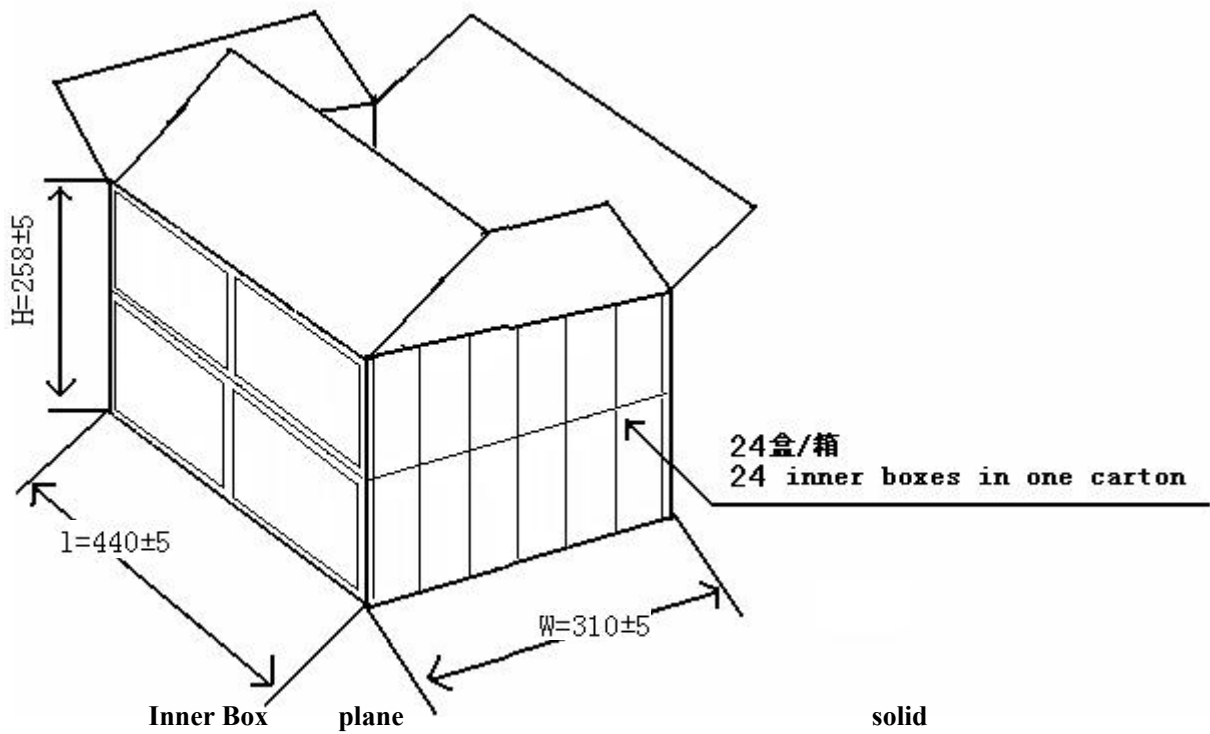 H=258±5
24盒/箱
24 inner boxes in one carton
l=440±5
W=310±5
Inner Box plane solid